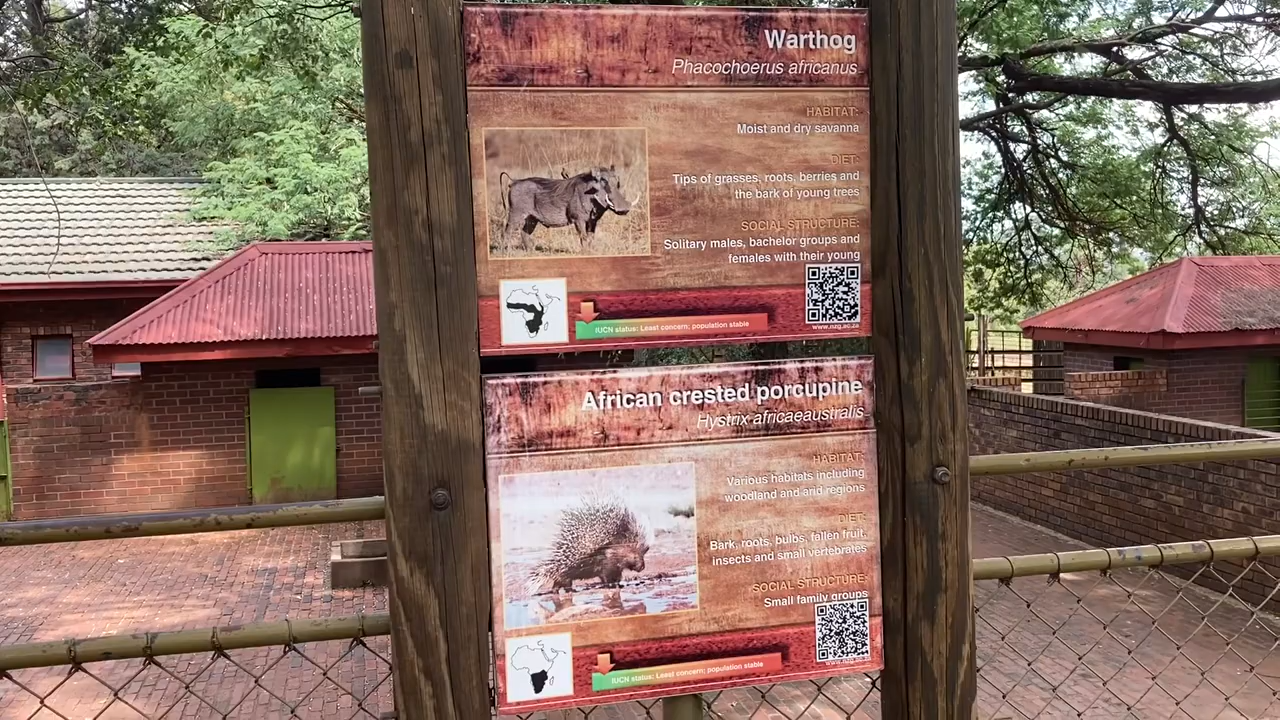 Warthog
Phacochoerus africanus
HABITAT:
Moist and dry savanna
DIET:
Tips of grasses, roots, berries and
the bark of young trees
SOCIAL STRUCTURE:
Solitary males, bachelor groups and
females with their young
IUCN status: Least concern; population stable
www.nzg.ac.za
African crested porcupine
Hystrix africaeaustralis
HABITAT:
Various habitats including
woodland and arid regions
DIET:
Bark, roots, bulbs, fallen fruit,
insects and small vertebrates
SOCIAL STRUCTURE:
Small family groups
IUCN status: Least concern; population stable
www.nzg.ac.za